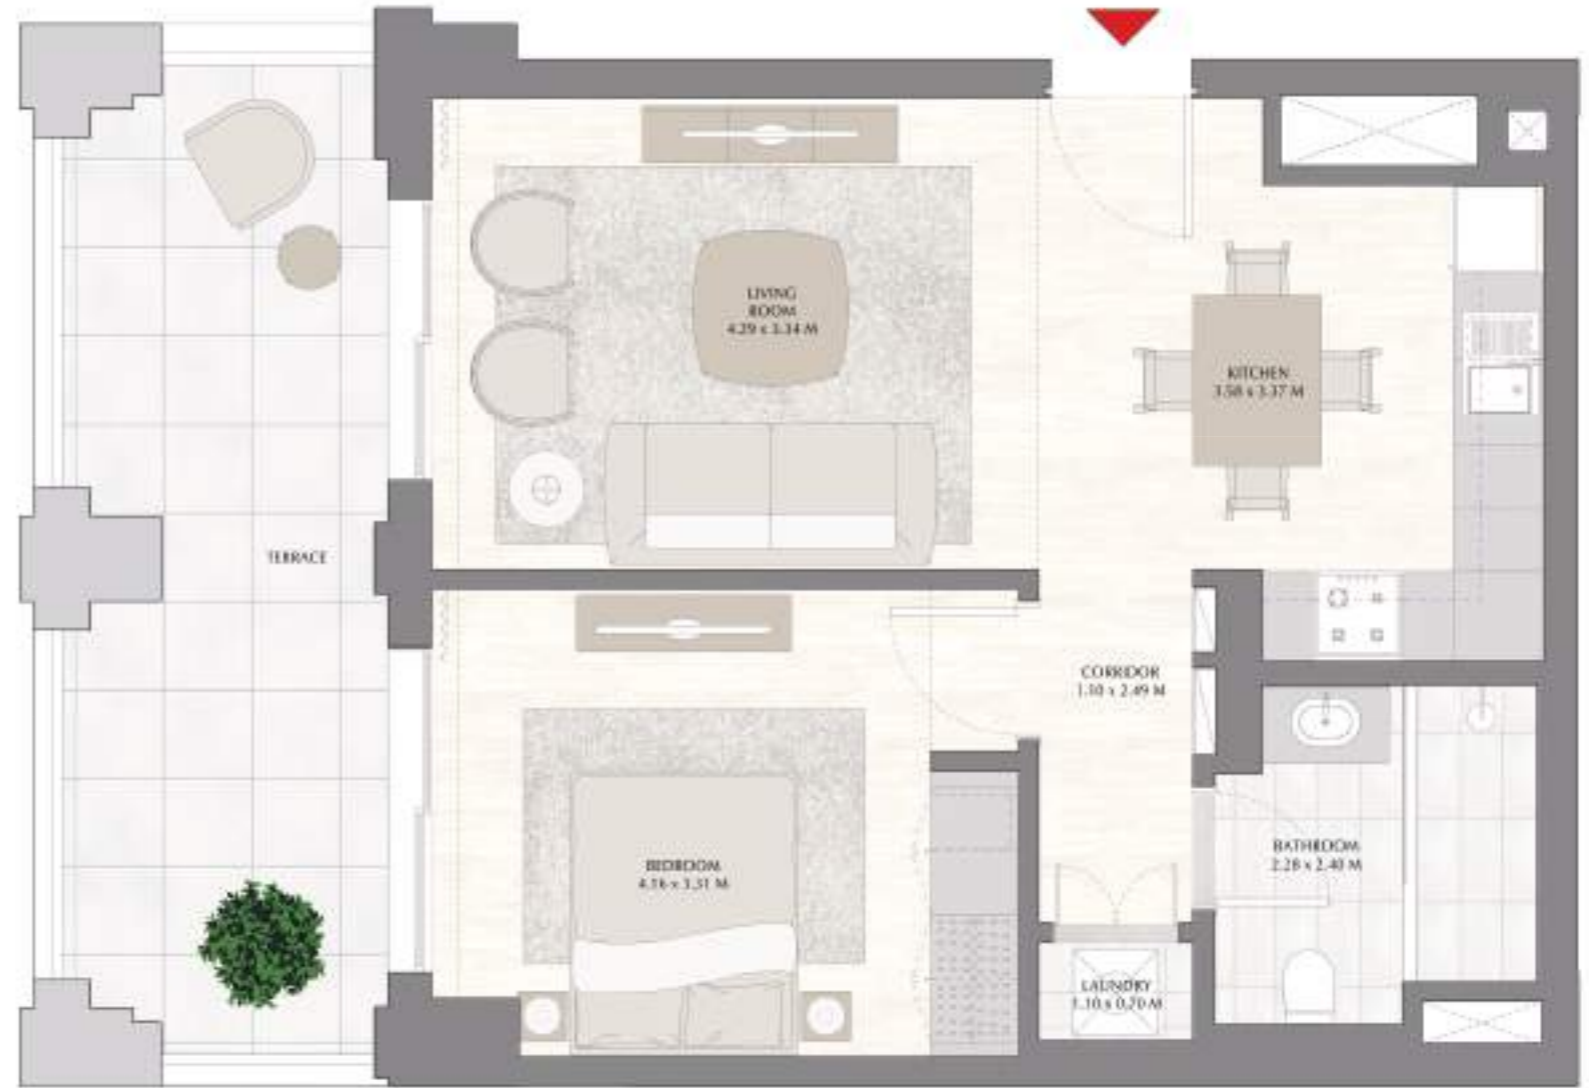 LIVING
ROOM
4.29 x 3.34 M
KITCHEN
3.58 x 3.37 M
TERRACE
CORRIDOR
1.10 x 2.49 M
BATHROOM
2.28 x 2.40 M
BEDROOM
4.16 x 3.31 M
LAUNDRY
1.10 x 0.70 M